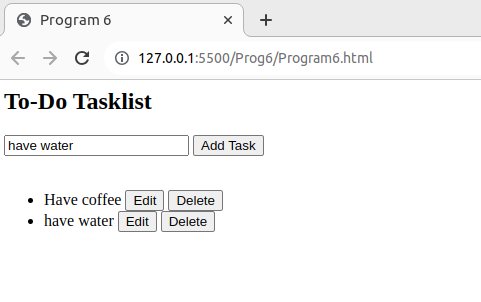 Program 6
127.0.0.1:5500/Prog6/Program6.html
To-Do Tasklist
have water Add Task
Have coffee Edit Delete
have water Edit Delete